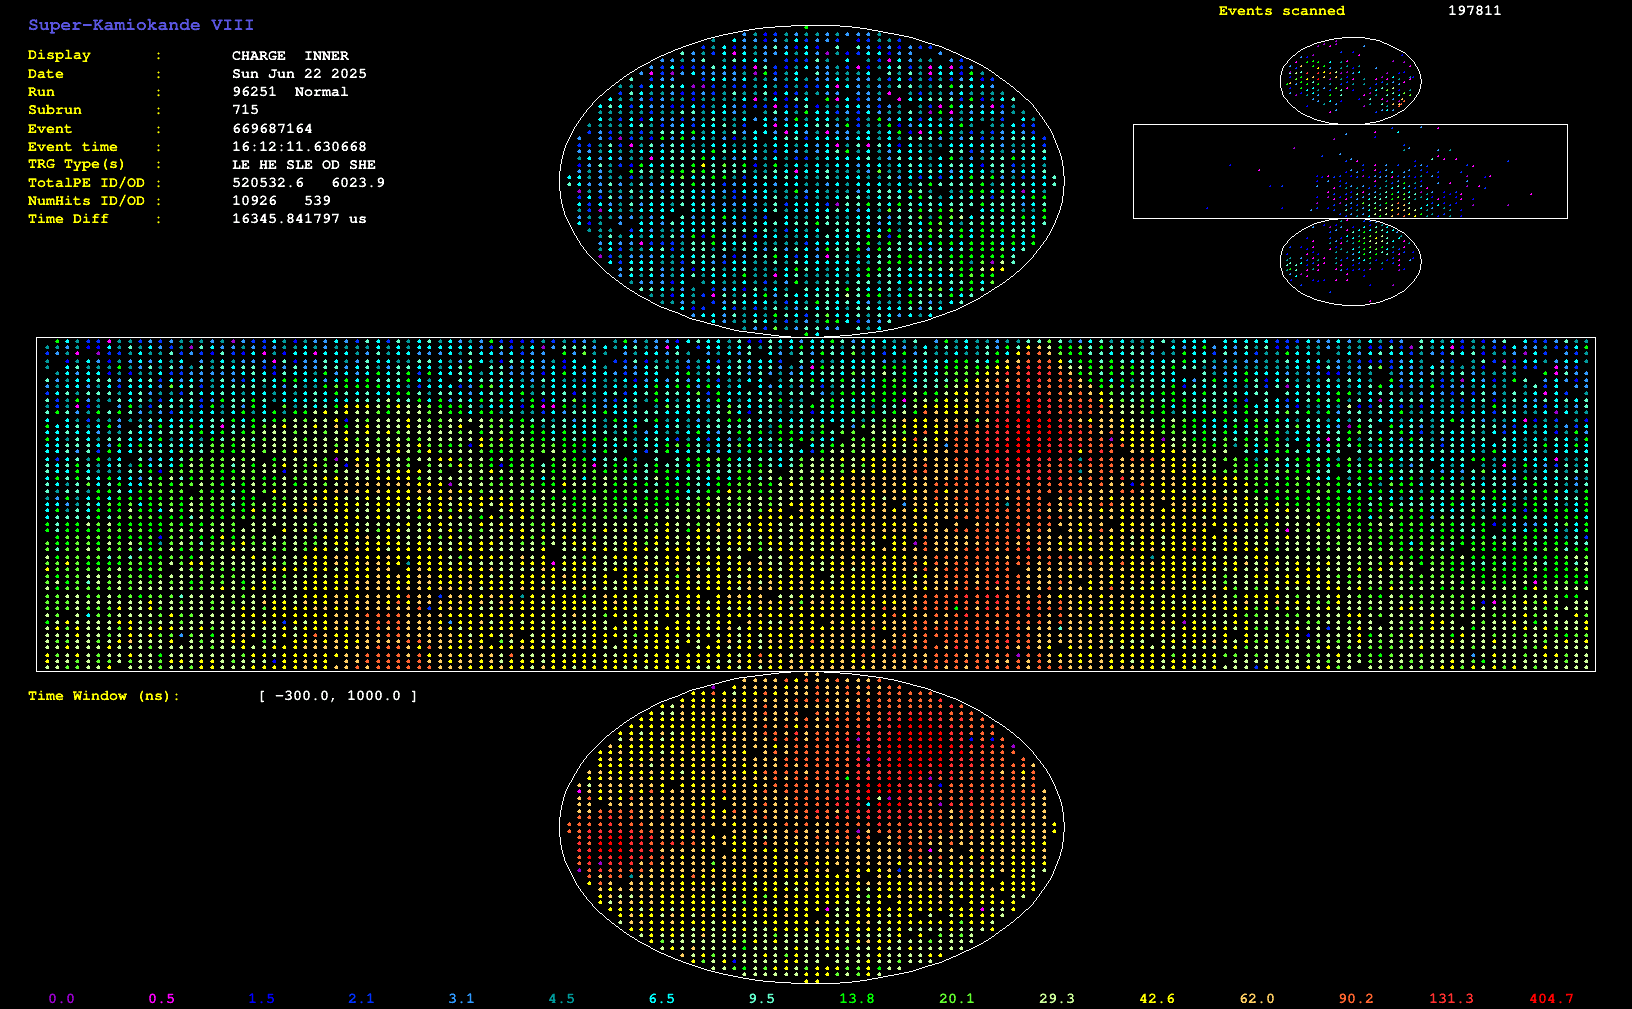 Super-Kamiokande VIII
Events scanned 197811
Display : CHARGE INNER
Date : Sun Jun 22 2025
Run : 96251 Normal
Subrun : 715
Event : 669687164
Event time : 16:12:11.630668
TRG Type(s) : LE HE SLE OD SHE
TotalPE ID/OD : 520532.6 6023.9
NumHits ID/OD : 10926 539
Time Diff : 16345.841797 us
Time Window (ns): [ -300.0, 1000.0 ]
0.0 0.5 1.5 2.1 3.1 4.5 6.5 9.5 13.8 20.1 29.3 42.6 62.0 90.2 131.3 404.7